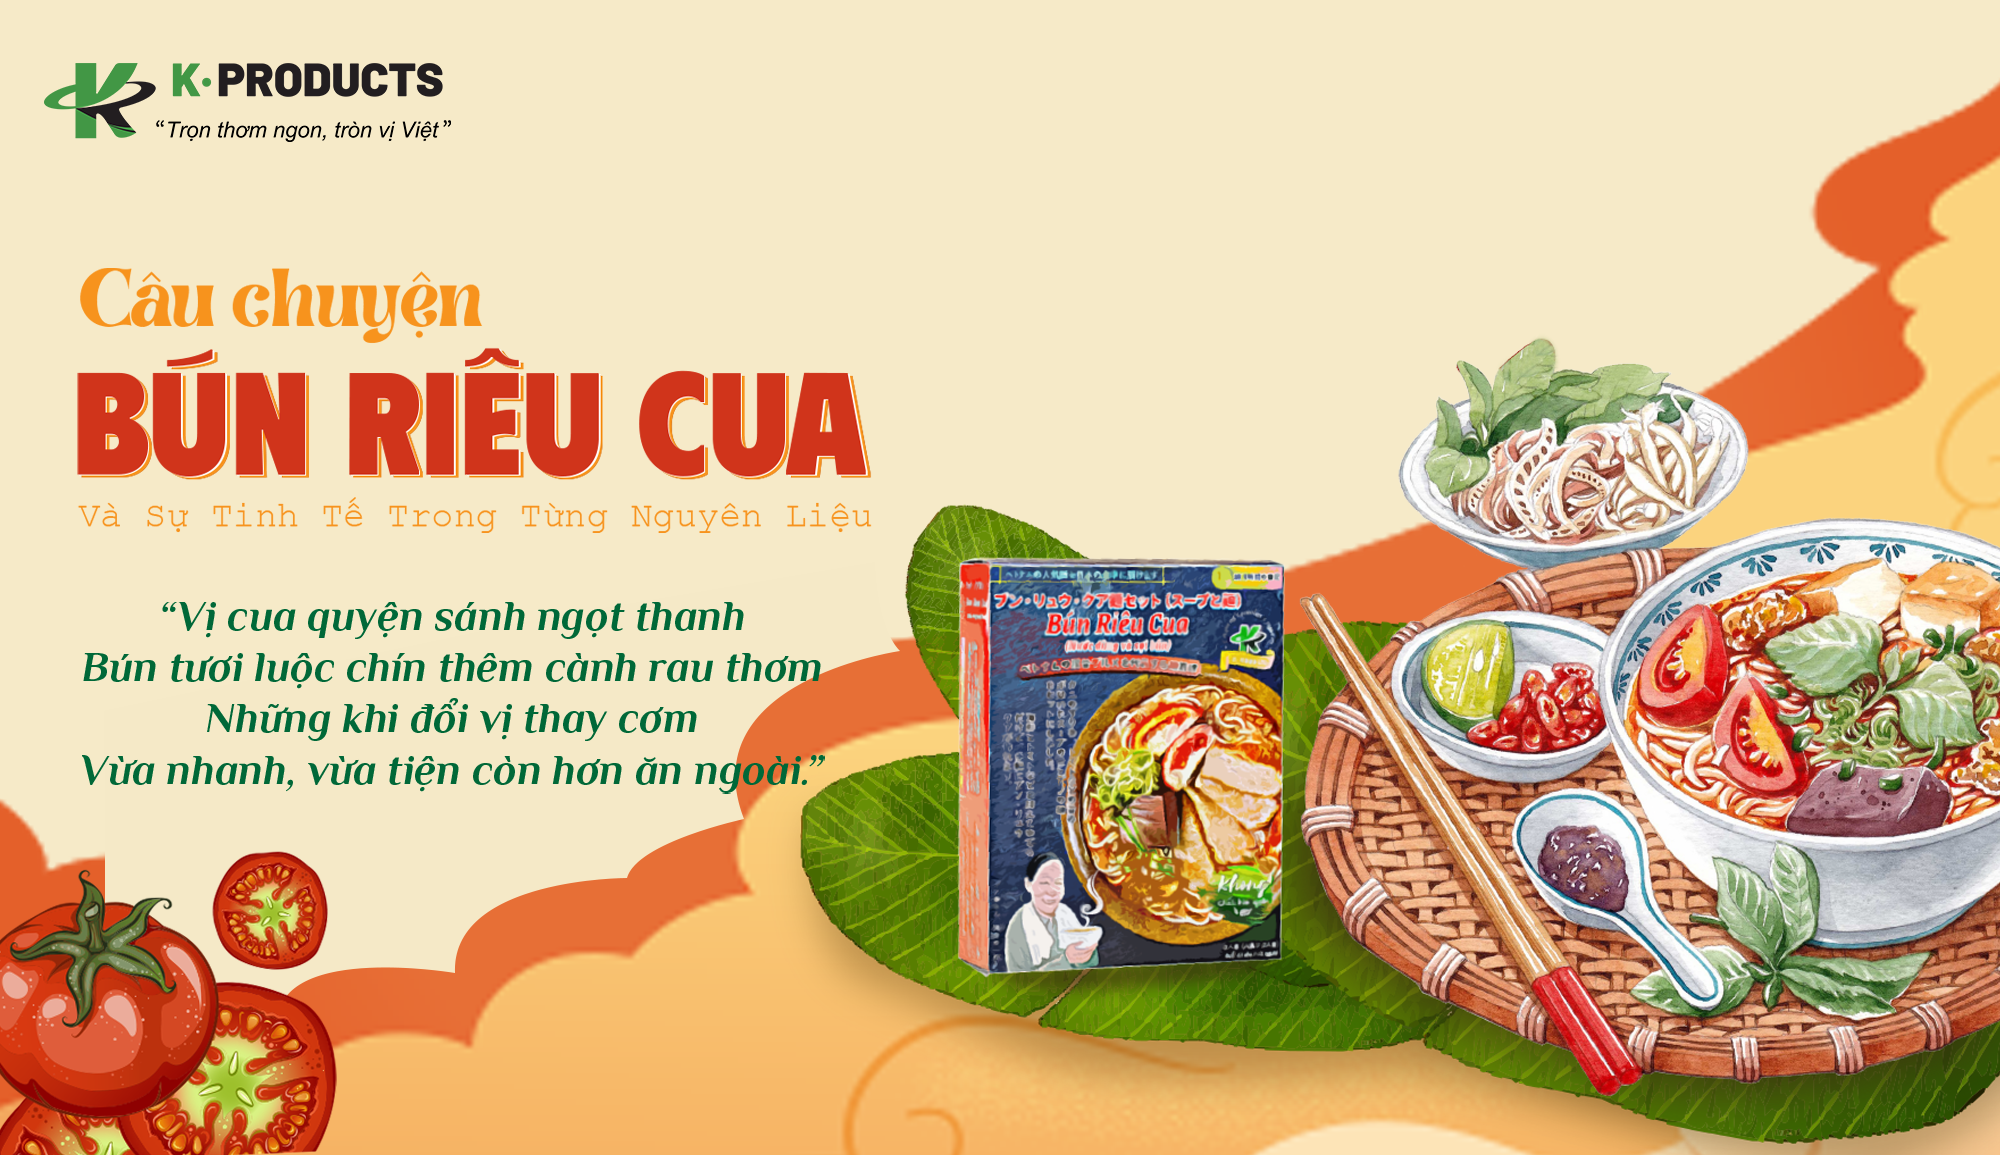 K·PRODUCTS
“Trọn thơm ngon, tròn vị Việt”
Câu chuyện
BÚN RIÊU CUA
Và Sự Tinh Tế Trong Từng Nguyên Liệu
“Vị cua quyện sánh ngọt thanh
Bún tươi luộc chín thêm cành rau thơm
Những khi đổi vị thay cơm
Vừa nhanh, vừa tiện còn hơn ăn ngoài.”
ブン・リュウ・クア麺セット（スープと麺）
Bún Riêu Cua